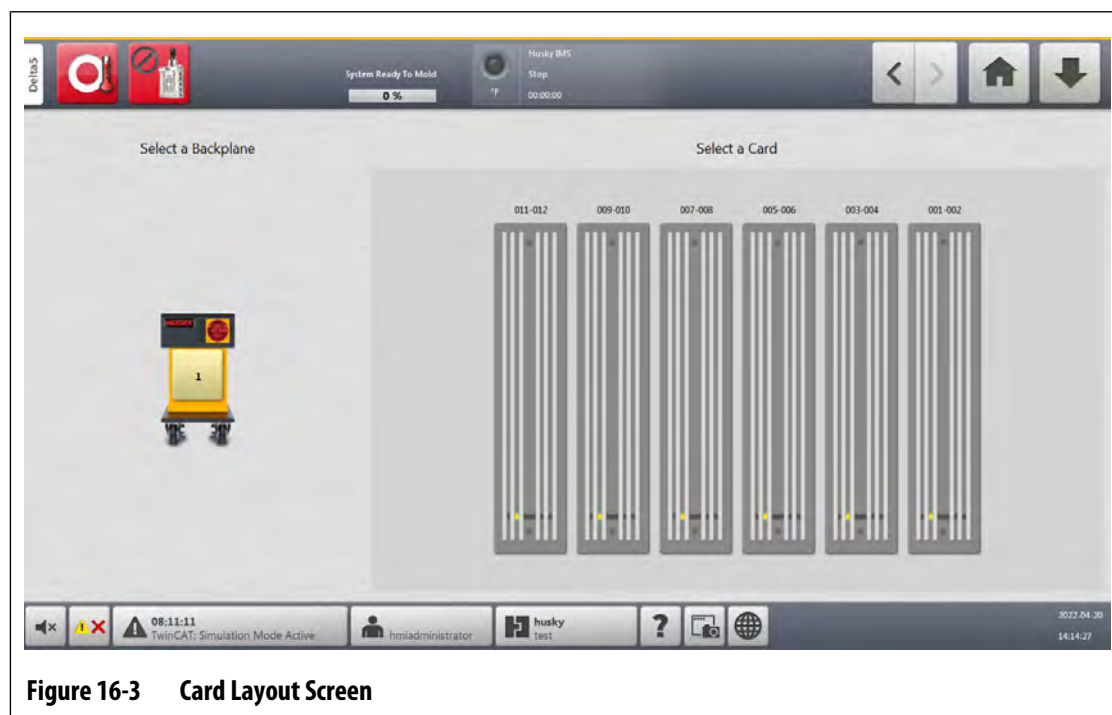 Delta5
System Ready To Mold
0 %
°F
Husky IMS
Stop
00:00:00
Select a Backplane
Select a Card
011-012
009-010
007-008
005-006
003-004
001-002
HUSKY
1
08:11:11
TwinCAT: Simulation Mode Active
hmiadministrator
husky
test
?
2022-04-20
14:14:27
Figure 16-3 Card Layout Screen